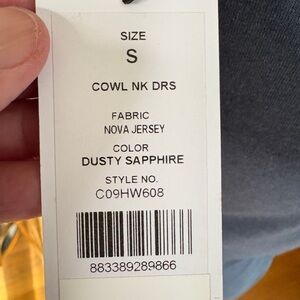 SIZE
S
COWL NK DRS
FABRIC
NOVA JERSEY
COLOR
DUSTY SAPPHIRE
STYLE NO.
C09HW608
883389289866